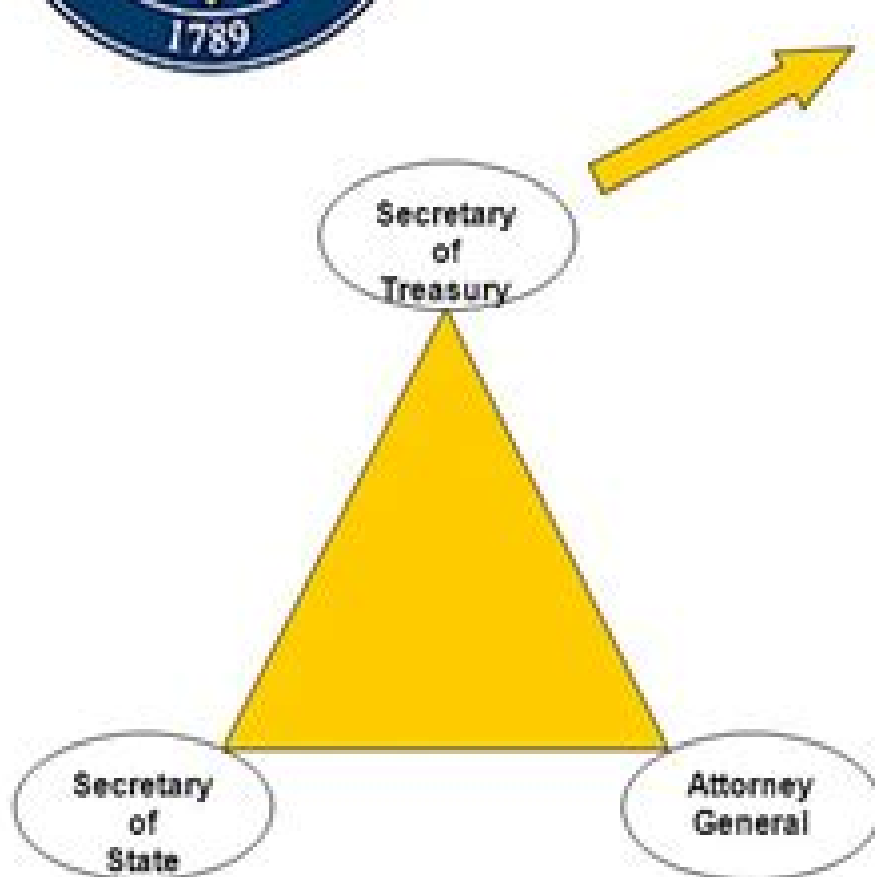 1789
Secretary
of
Treasury
Secretary
of
State
Attorney
General